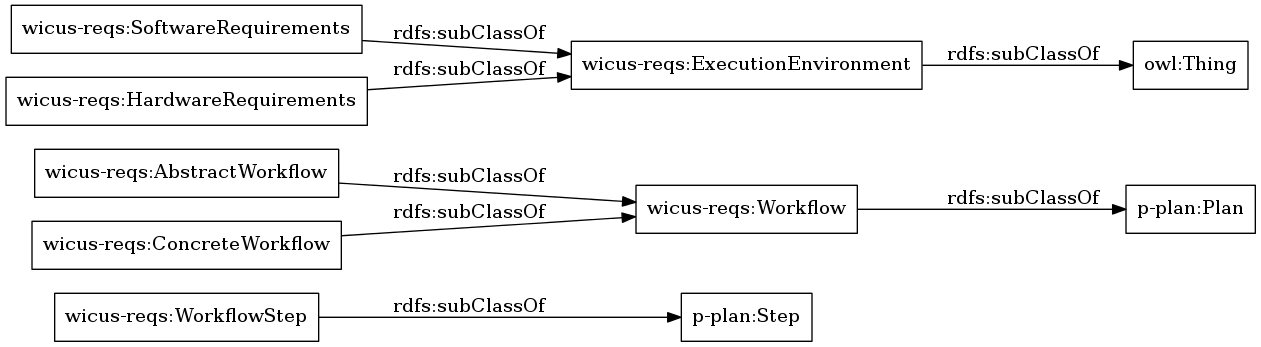 wicus-reqs:SoftwareRequirements
rdfs:subClassOf
wicus-reqs:HardwareRequirements
rdfs:subClassOf
wicus-reqs:ExecutionEnvironment
rdfs:subClassOf
owl:Thing
wicus-reqs:AbstractWorkflow
rdfs:subClassOf
wicus-reqs:ConcreteWorkflow
rdfs:subClassOf
wicus-reqs:Workflow
rdfs:subClassOf
p-plan:Plan
wicus-reqs:WorkflowStep
rdfs:subClassOf
p-plan:Step